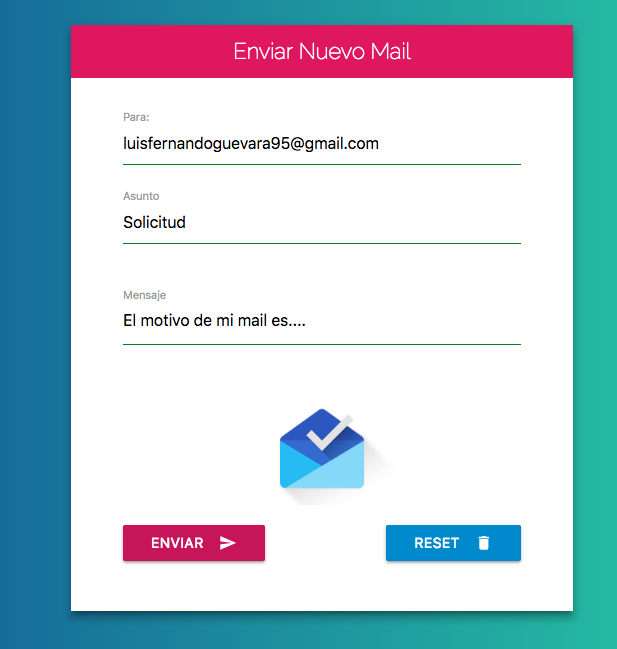 Enviar Nuevo Mail
Para:
luisfernandoguevara95@gmail.com
Asunto
Solicitud
Mensaje
El motivo de mi mail es....
ENVIAR
RESET